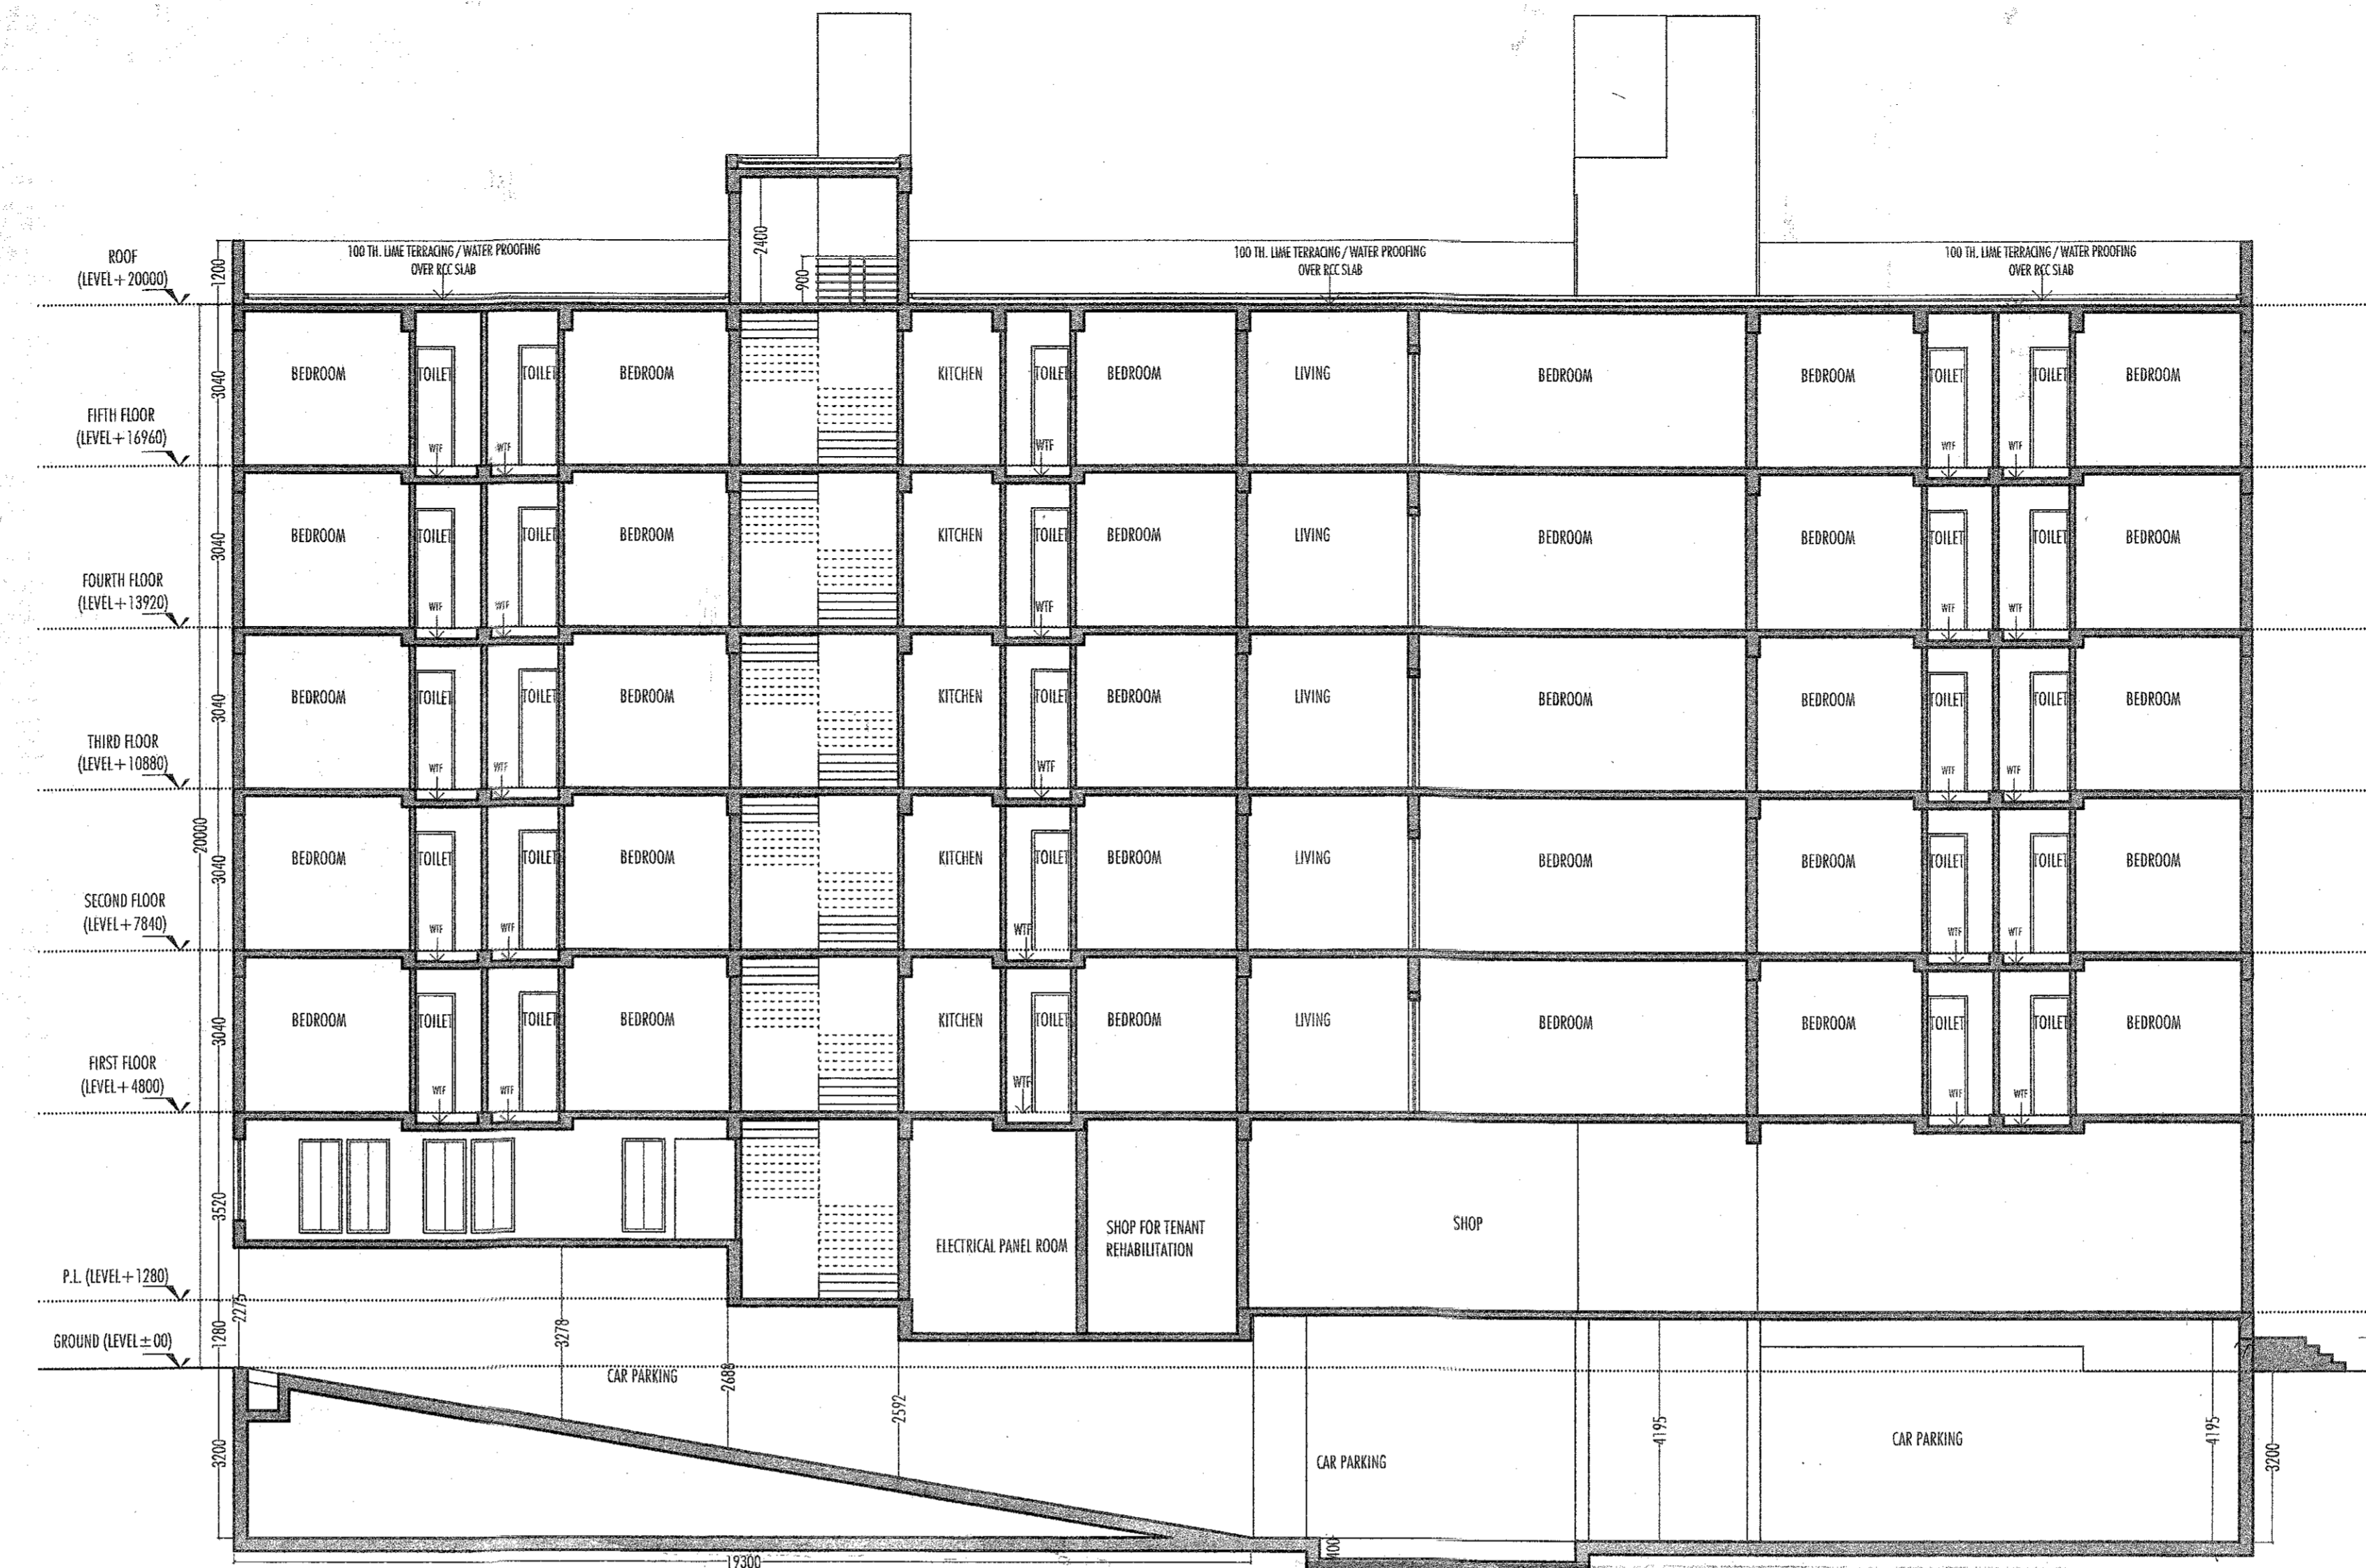 100 TH. LIME TERRACING / WATER PROOFING
OVER RCC SLAB
100 TH. LIME TERRACING / WATER PROOFING
OVER RCC SLAB
100 TH. LIME TERRACING / WATER PROOFING
OVER RCC SLAB
2400
900
1200
ROOF
(LEVEL+20000)
BEDROOM TOILET TOILET BEDROOM KITCHEN TOILET BEDROOM LIVING BEDROOM BEDROOM TOILET TOILET BEDROOM
3040
WTF WTF WTF WTF WTF
FIFTH FLOOR
(LEVEL+16960)
BEDROOM TOILET TOILET BEDROOM KITCHEN TOILET BEDROOM LIVING BEDROOM BEDROOM TOILET TOILET BEDROOM
3040
WTF WTF WTF WTF WTF
FOURTH FLOOR
(LEVEL+13920)
BEDROOM TOILET TOILET BEDROOM KITCHEN TOILET BEDROOM LIVING BEDROOM BEDROOM TOILET TOILET BEDROOM
3040
WTF WTF WTF WTF WTF
THIRD FLOOR
(LEVEL+10880)
20000
BEDROOM TOILET TOILET BEDROOM KITCHEN TOILET BEDROOM LIVING BEDROOM BEDROOM TOILET TOILET BEDROOM
3040
WTF WTF WTF WTF WTF
SECOND FLOOR
(LEVEL+7840)
BEDROOM TOILET TOILET BEDROOM KITCHEN TOILET BEDROOM LIVING BEDROOM BEDROOM TOILET TOILET BEDROOM
3040
WTF WTF WTF WTF WTF
FIRST FLOOR
(LEVEL+4800)
3520
ELECTRICAL PANEL ROOM
SHOP FOR TENANT
REHABILITATION
SHOP
P.L. (LEVEL+1280)
2275
1280
3278
2688
2592
GROUND (LEVEL±00)
CAR PARKING
3200
CAR PARKING
4195
CAR PARKING
4195
3200
19300